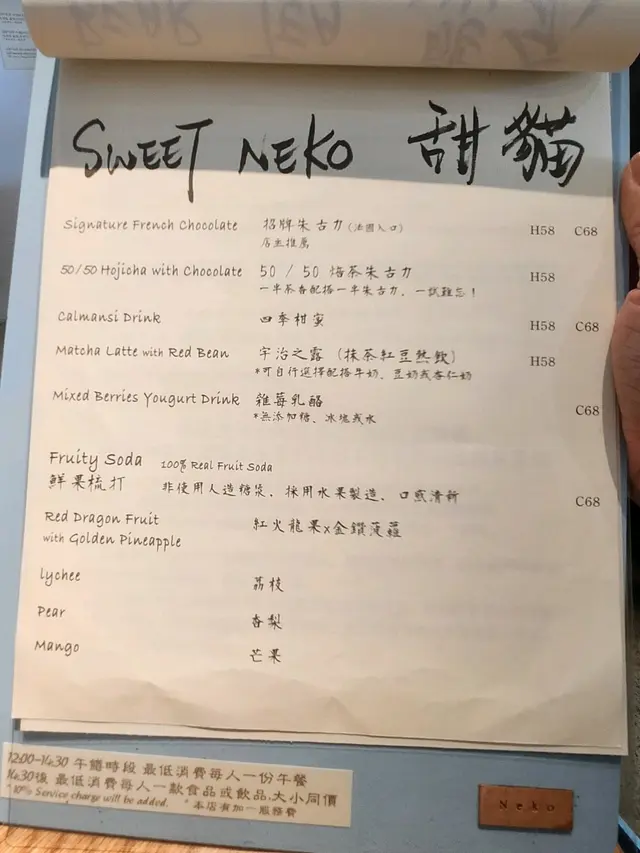 SWEET NEKO 甜貓
Signature French Chocolate 招牌朱古力 (法國入口) H58 C68
店主推薦
50/50 Hojicha with Chocolate 50 / 50 焙茶朱古力 H58
一半茶香配搭一半朱古力、一試難忘!
Calmansi Drink 四季柑蜜 H58 C68
Matcha Latte with Red Bean 宇治之露 (抹茶紅豆熱飲) H58
*可自行選擇配搭牛奶、豆奶或杏仁奶
Mixed Berries Yougurt Drink 雜莓乳酪 C68
*無添加糖、冰塊或水
Fruity Soda 100% Real Fruit Soda
鮮果梳打 非使用人造糖漿、採用水果製造、口感清新 C68
Red Dragon Fruit
with Golden Pineapple 紅火龍果x金鑽菠蘿
lychee 荔枝
Pear 香梨
Mango 芒果
12:00-14:30 午饍時段 最低消費每人一份午餐
14:30後 最低消費每人一款食品或飲品,大小同價
*10% Service charge will be added. *本店有加一服務費
Neko